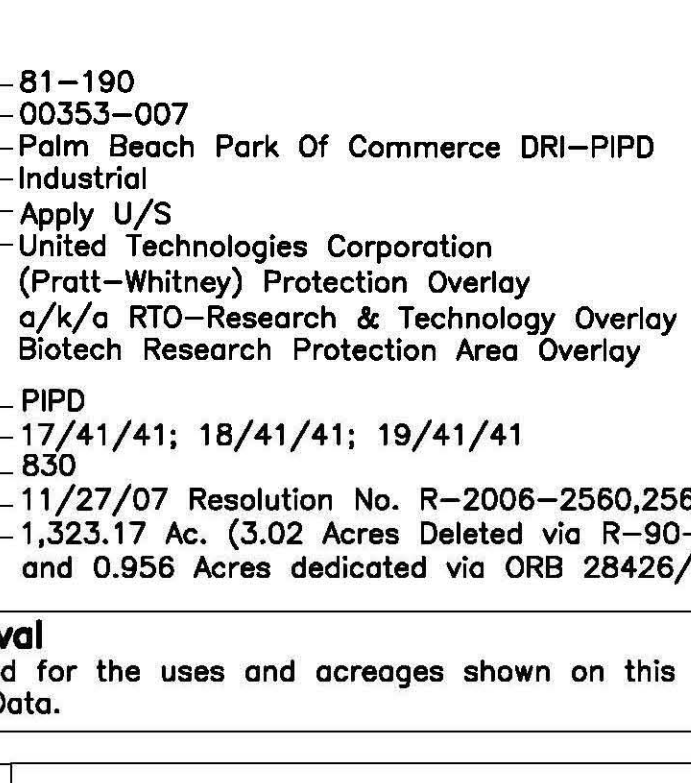 81-190
00353-007
Palm Beach Park Of Commerce DRI-PIPD
Industrial
Apply U/S
United Technologies Corporation
(Pratt-Whitney) Protection Overlay
a/k/a RTO-Research & Technology Overlay
Biotech Research Protection Area Overlay
PIPD
17/41/41; 18/41/41; 19/41/41
830
11/27/07 Resolution No. R-2006-2560,256
1,323.17 Ac. (3.02 Acres Deleted via R-90-
and 0.956 Acres dedicated via ORB 28426/
val
d for the uses and acreages shown on this
Data.